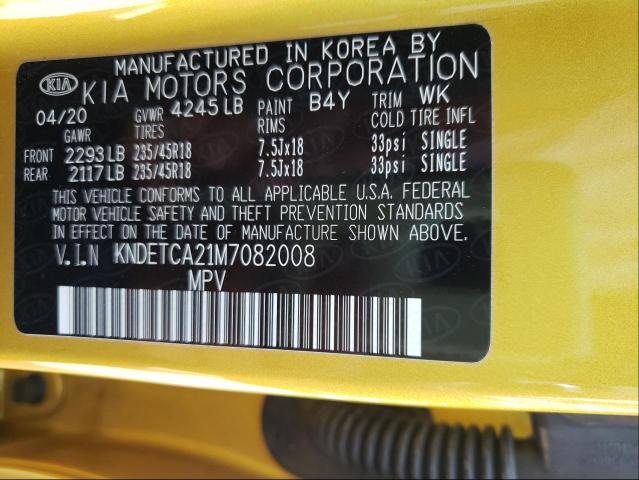 MANUFACTURED IN KOREA BY
KIA KIA MOTORS CORPORATION
04/20 GVWR 4245 LB PAINT B4Y TRIM WK
GAWR TIRES RIMS COLD TIRE INFL
FRONT 2293 LB 235/45R18 7.5Jx18 33psi SINGLE
REAR 2117 LB 235/45R18 7.5Jx18 33psi SINGLE
THIS VEHICLE CONFORMS TO ALL APPLICABLE U.S.A. FEDERAL
MOTOR VEHICLE SAFETY AND THEFT PREVENTION STANDARDS
IN EFFECT ON THE DATE OF MANUFACTURE SHOWN ABOVE.
V.I.N KNDETCA21M7082008
MPV